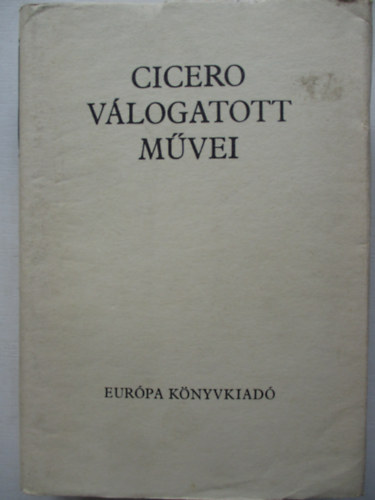 CICERO
VÁLOGATOTT
MŰVEI
EURÓPA KÖNYVKIADÓ